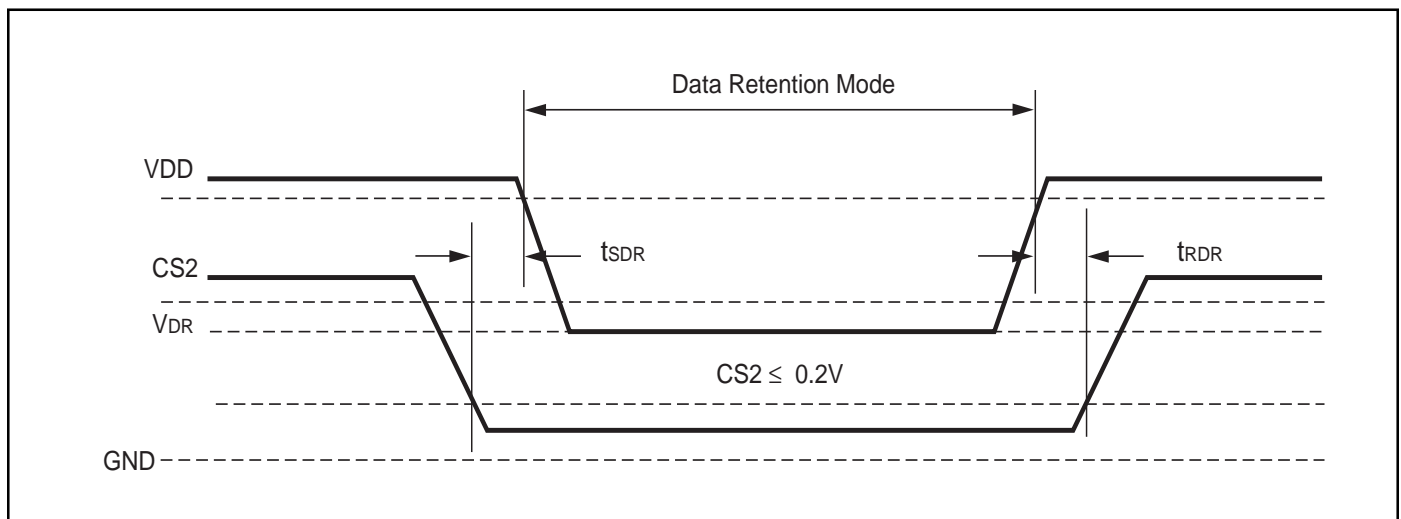 Data Retention Mode
VDD
tSDR
tRDR
CS2
VDR
CS2 ≤ 0.2V
GND